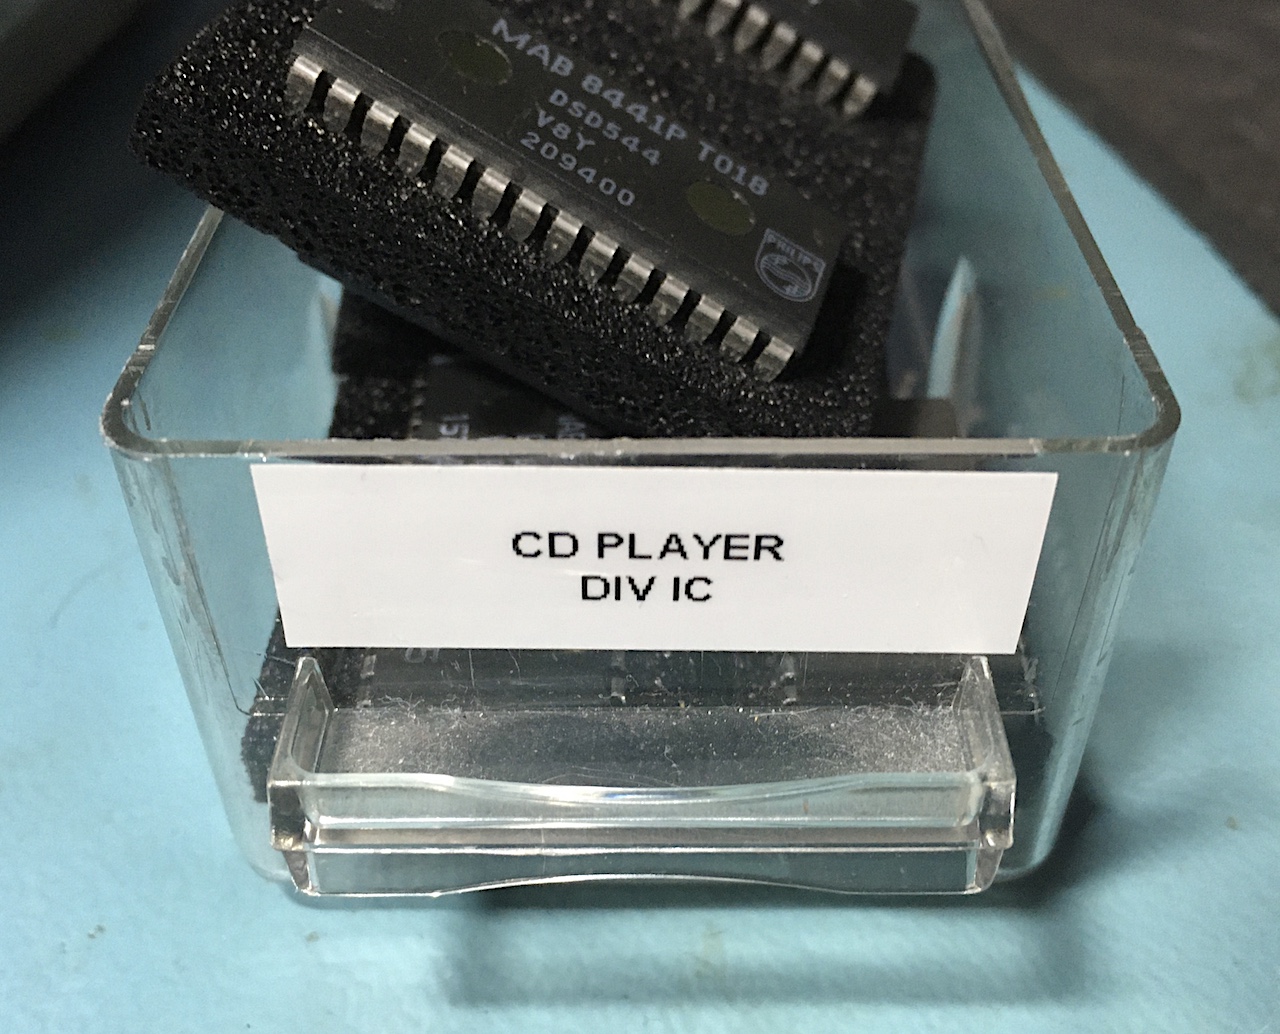 MAB 8441P T018
DSD544
V8Y
209400
PHILIPS
CD PLAYER
DIV IC